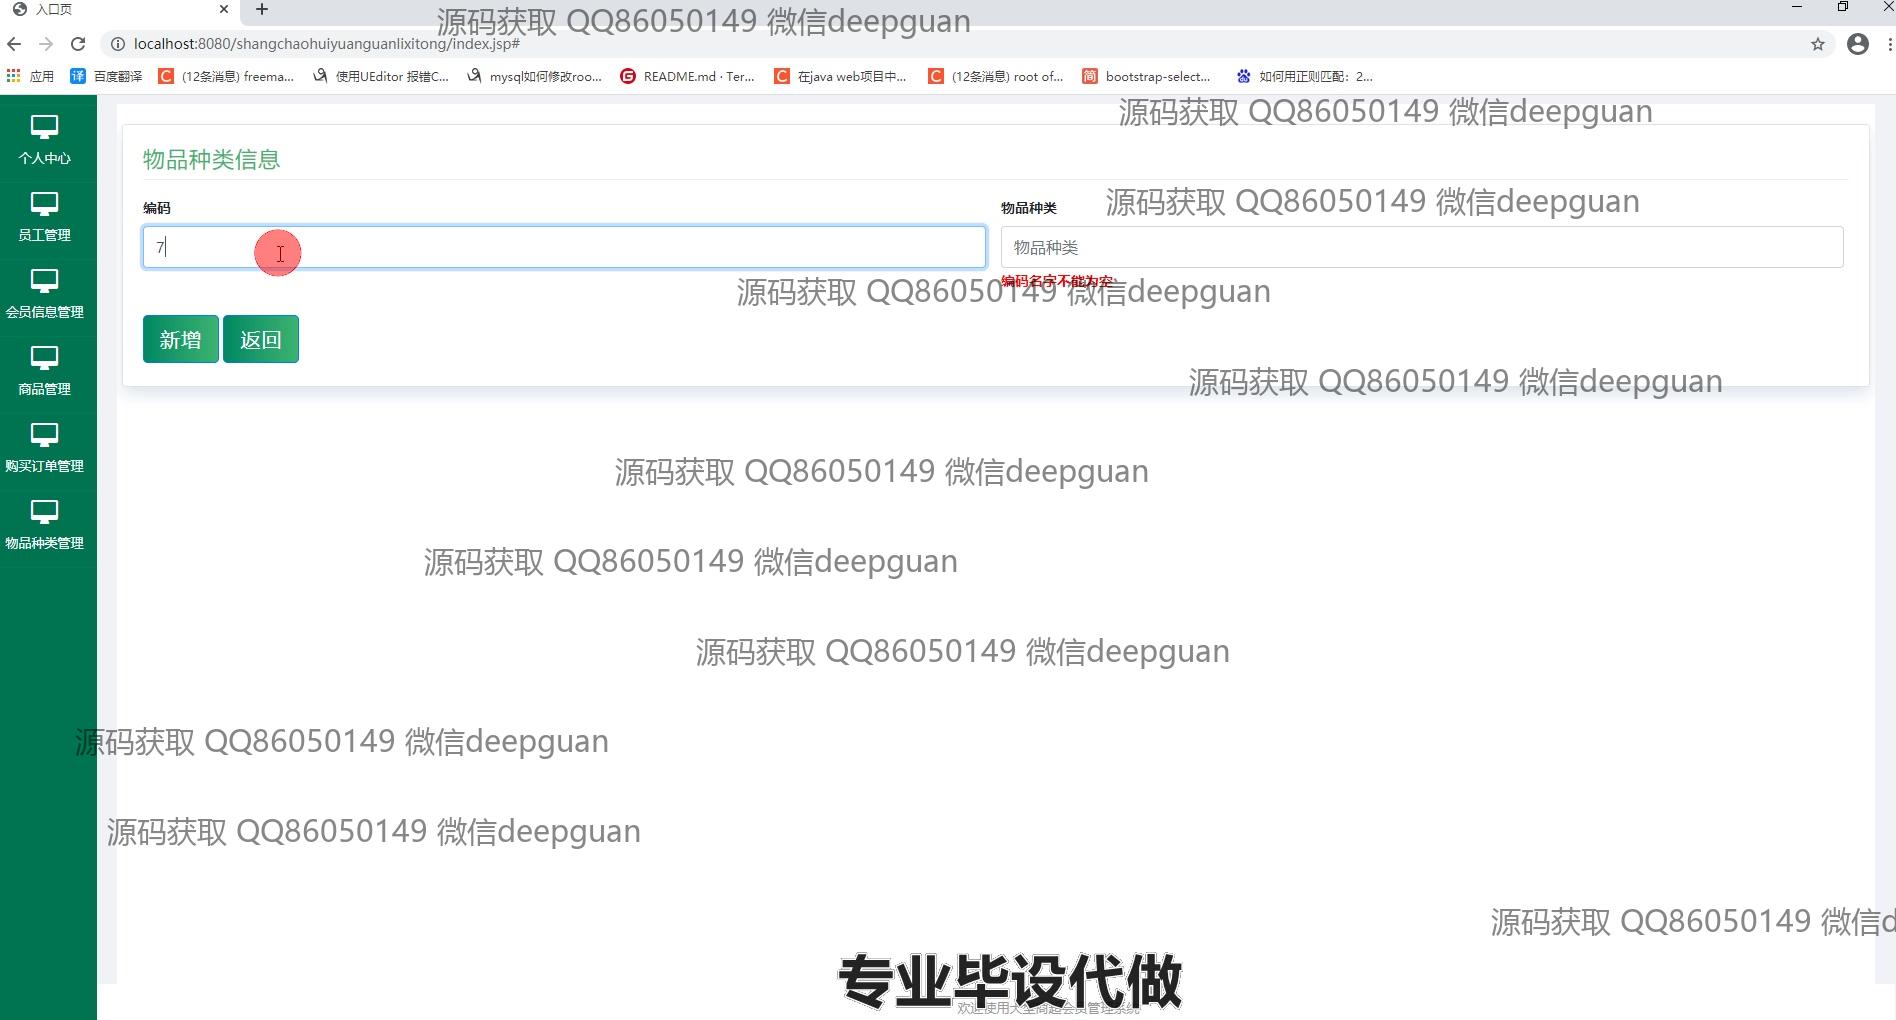 入口页
源码获取 QQ86050149 微信deepguan
localhost:8080/shangchaohuiyuanguanlixitong/index.jsp#
应用 百度翻译 (12条消息) freema... 使用UEditor 报错C... mysql如何修改roo... README.md · Ter... 在java web项目中... (12条消息) root of... bootstrap-select... 如何用正则匹配：2...
源码获取 QQ86050149 微信deepguan
个人中心
物品种类信息
源码获取 QQ86050149 微信deepguan
编码
物品种类
员工管理
7
物品种类
编码名字不能为空
源码获取 QQ86050149 微信deepguan
会员信息管理
新增 返回
商品管理
源码获取 QQ86050149 微信deepguan
购买订单管理
源码获取 QQ86050149 微信deepguan
物品种类管理
源码获取 QQ86050149 微信deepguan
源码获取 QQ86050149 微信deepguan
源码获取 QQ86050149 微信deepguan
源码获取 QQ86050149 微信deepguan
源码获取 QQ86050149 微信d
专业毕设代做
欢迎使用大型商超会员管理系统